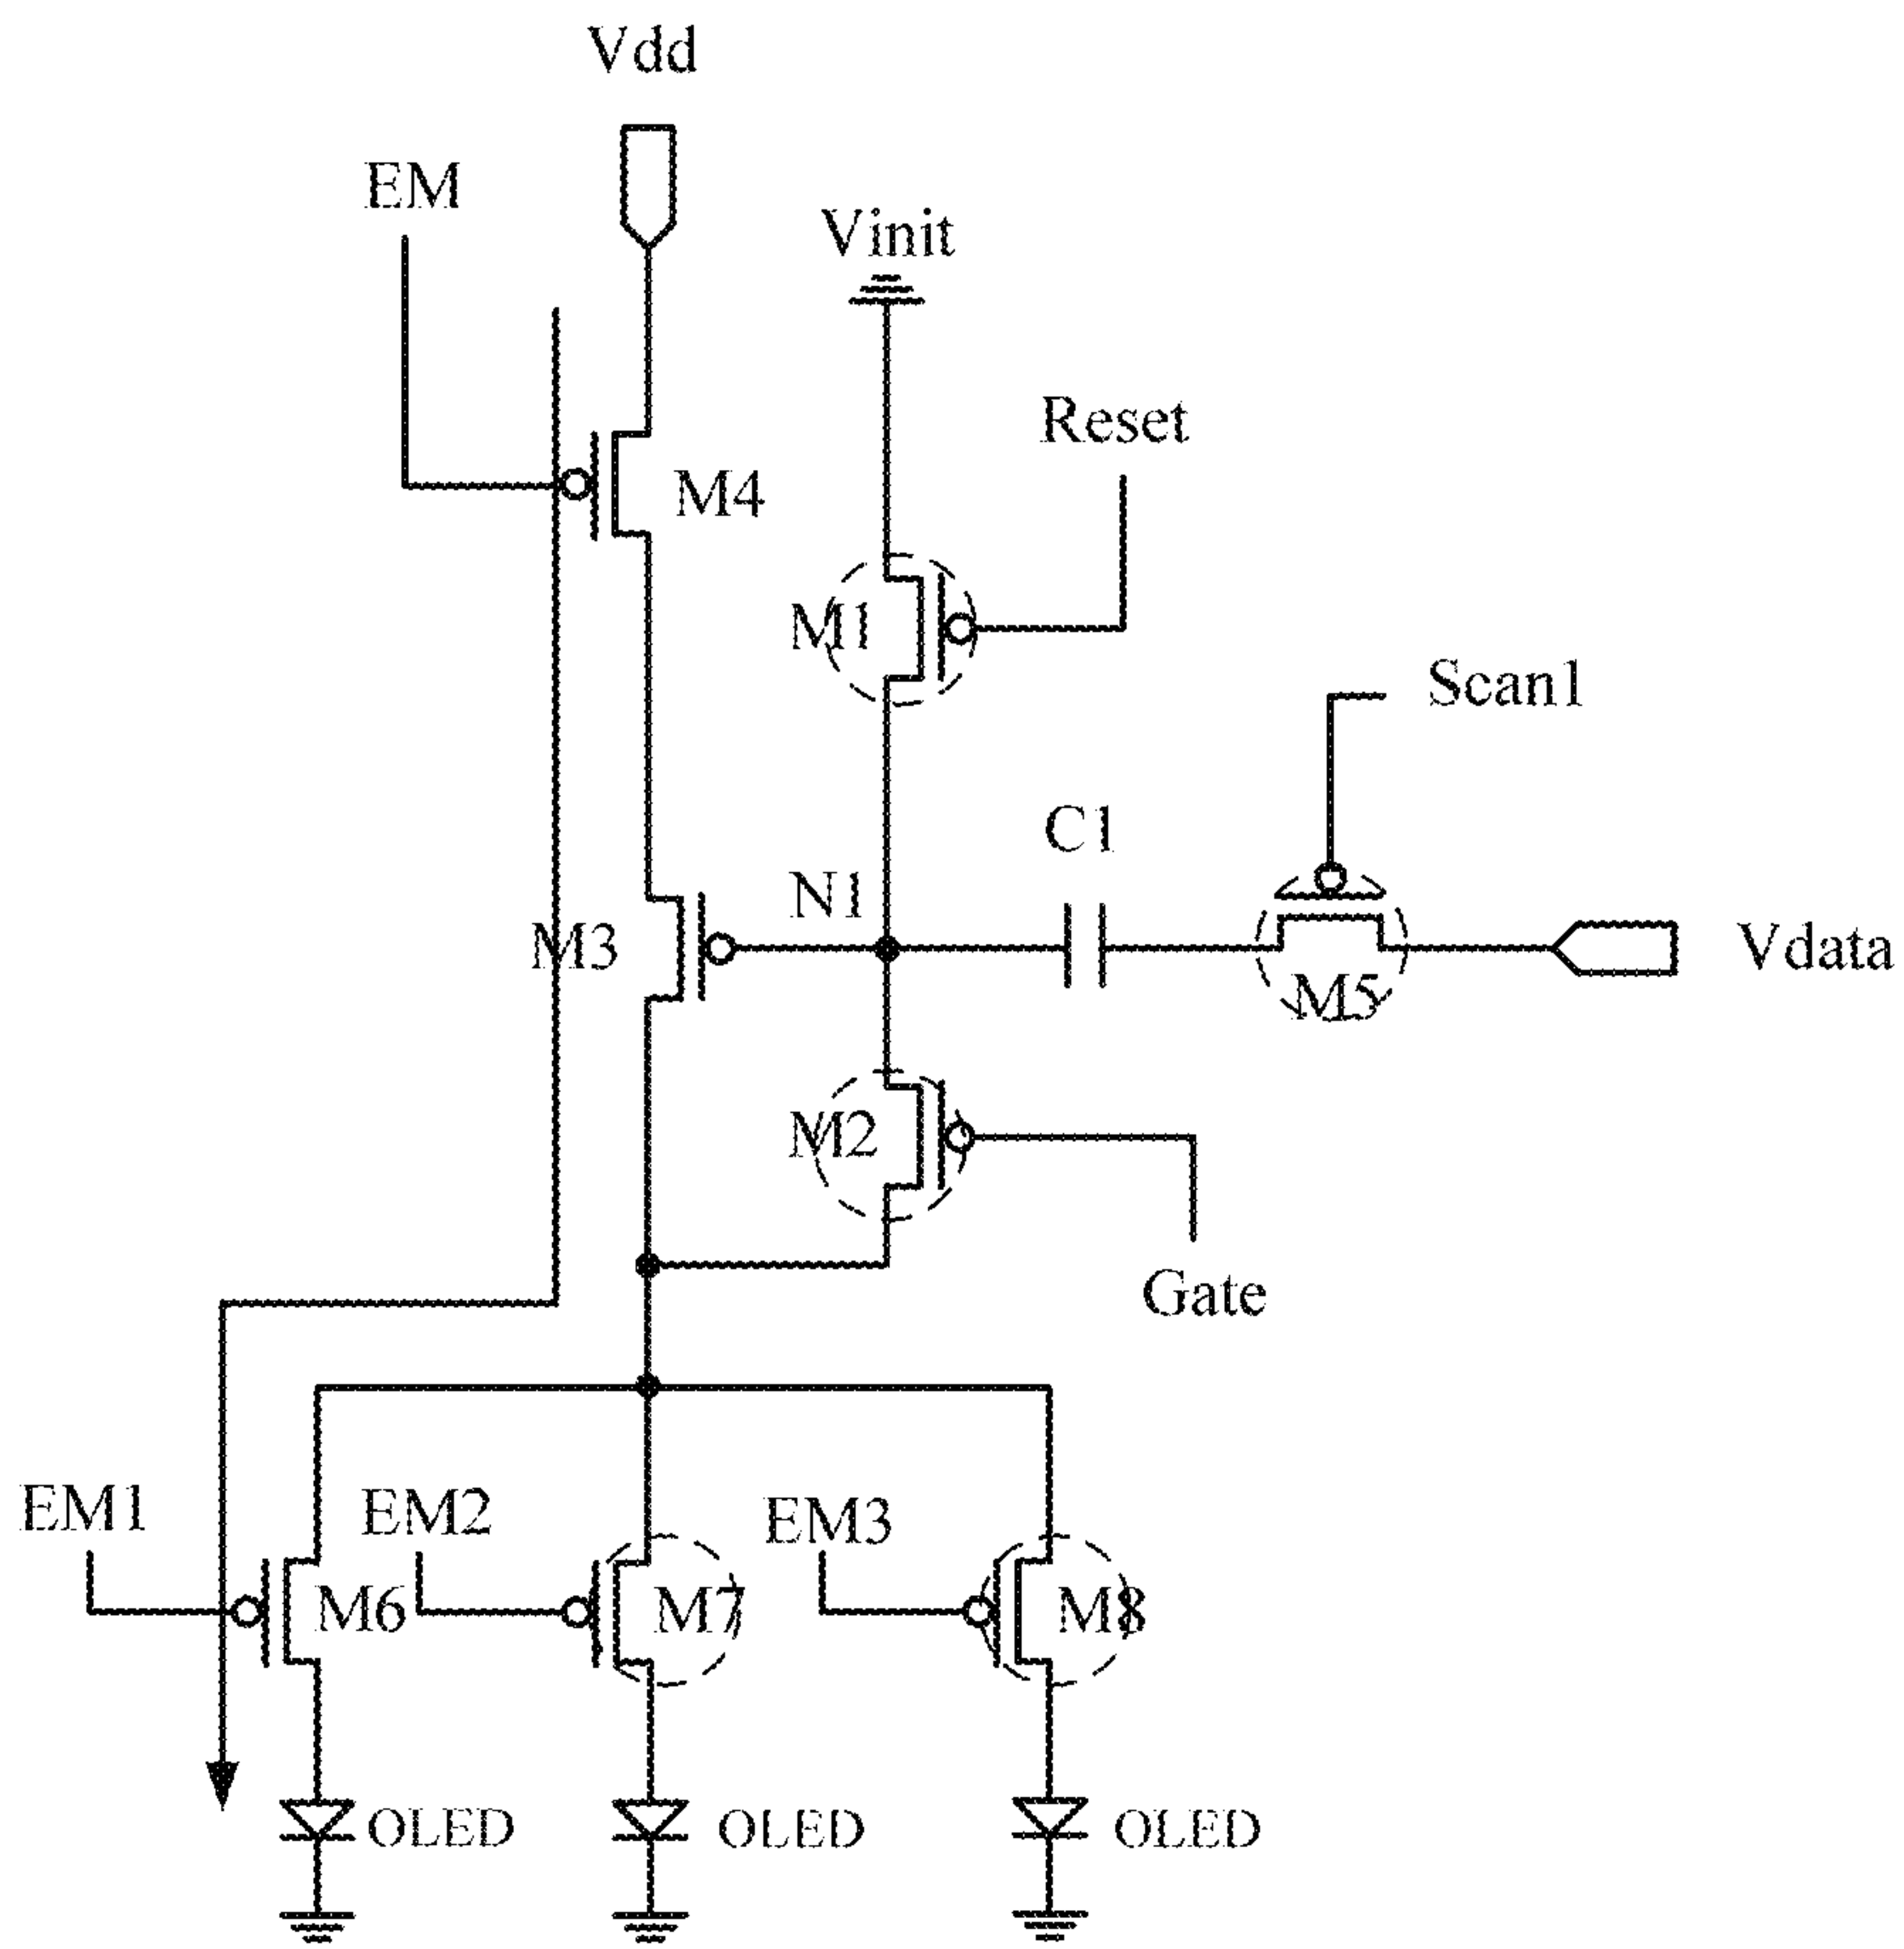 Vdd
EM
Vinit
Reset
M4
M1
Scan1
C1
N1
M3
Vdata
M5
M2
Gate
EM1
EM2
EM3
M6
M7
M8
OLED
OLED
OLED